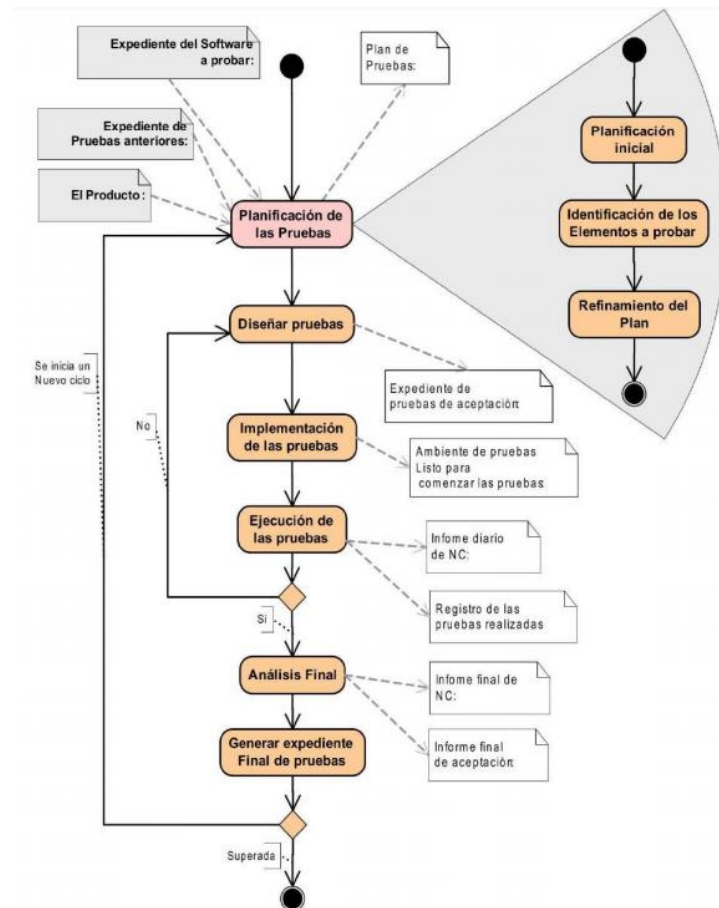 Expediente del Software
a probar:
Plan de
Pruebas:
Expediente de
Pruebas anteriores:
El Producto:
Planificación de
las Pruebas
Planificación
inicial
Identificación de los
Elementos a probar
Refinamiento del
Plan
Diseñar pruebas
Se inicia un
Nuevo ciclo
Expediente de
pruebas de aceptación:
No
Implementación
de las pruebas
Ambiente de pruebas
Listo para
comenzar las pruebas
Ejecución de
las pruebas
Infome diario
de NC:
Registro de las
pruebas realizadas
Si
Análisis Final
Infome final de
NC:
Generar expediente
Final de pruebas
Informe final
de aceptación:
Superada